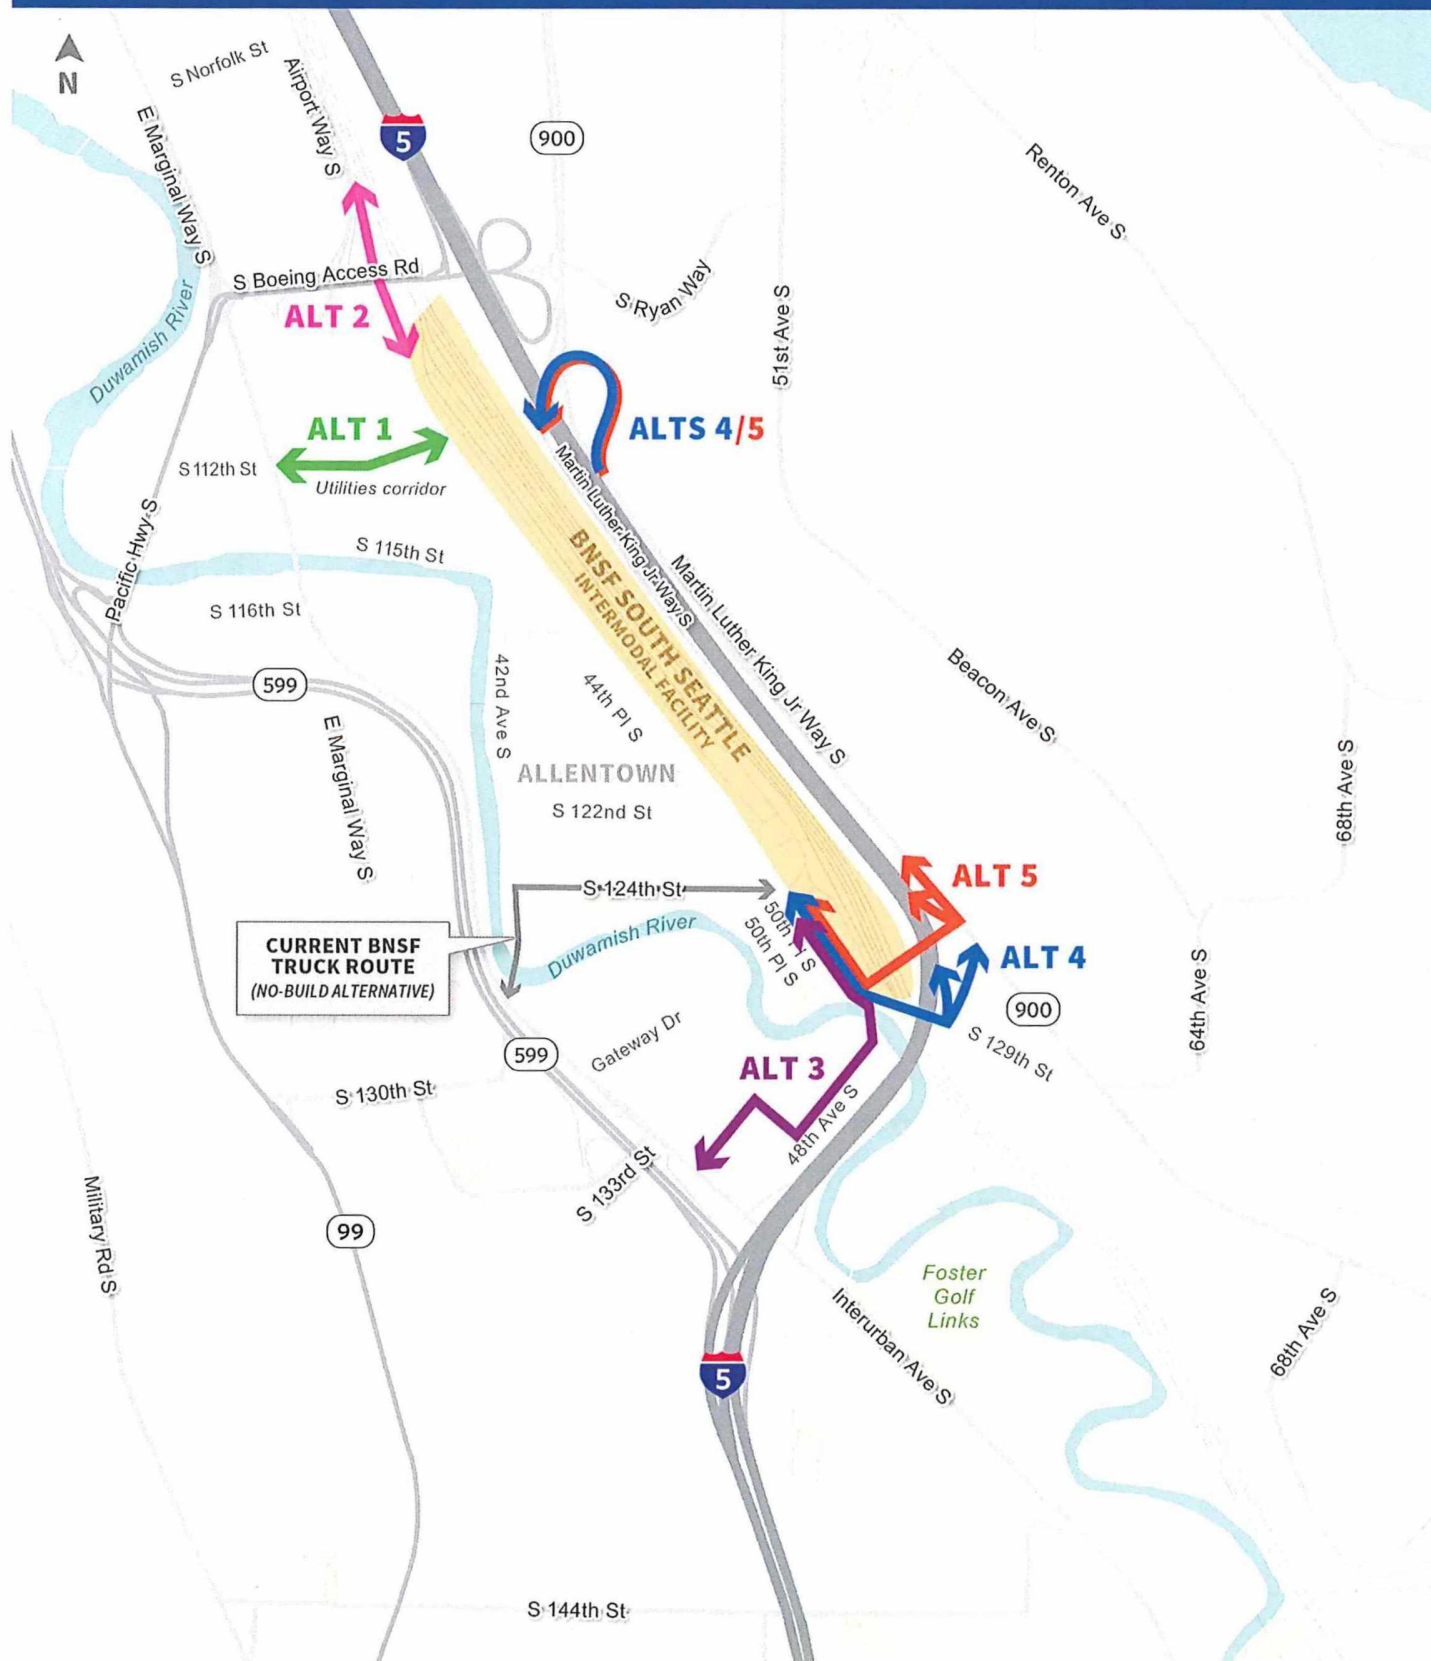 N
S Norfolk St
Airport Way S
E Marginal Way S
5
900
Renton Ave S
S Boeing Access Rd
ALT 2
S Ryan Way
51st Ave S
Duwamish River
ALT 1
ALTS 4/5
S 112th St
Utilities corridor
Martin Luther King Jr Way S
Pacific Hwy S
S 115th St
BNSF SOUTH SEATTLE
INTERMODAL FACILITY
Martin Luther King Jr Way S
S 116th St
599
42nd Ave S
44th Pl S
Beacon Ave S
E Marginal Way S
ALLENTOWN
S 122nd St
68th Ave S
ALT 5
S 124th St
50th Pl S
50th Pl S
CURRENT BNSF
TRUCK ROUTE
(NO-BUILD ALTERNATIVE)
Duwamish River
ALT 4
900
64th Ave S
S 129th St
599
Gateway Dr
ALT 3
S 130th St
48th Ave S
S 133rd St
Military Rd S
99
Foster
Golf
Links
Interurban Ave S
68th Ave S
5
S 144th St